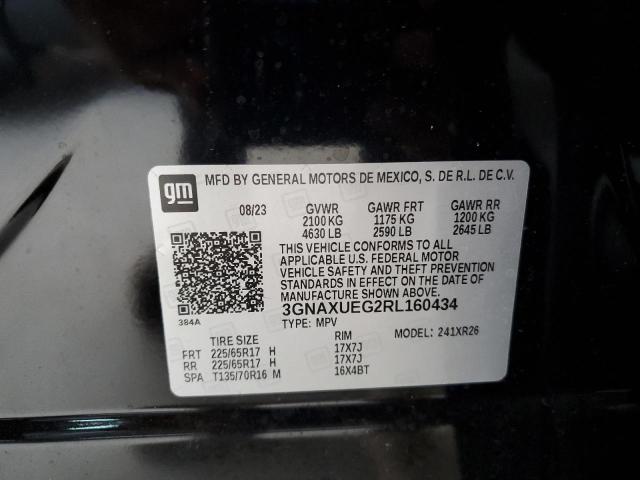 gm
MFD BY GENERAL MOTORS DE MEXICO, S. DE R.L. DE C.V.
08/23 GVWR GAWR FRT GAWR RR
2100 KG 1175 KG 1200 KG
4630 LB 2590 LB 2645 LB
THIS VEHICLE CONFORMS TO ALL
APPLICABLE U.S. FEDERAL MOTOR
VEHICLE SAFETY AND THEFT PREVENTION
STANDARDS IN EFFECT ON THE DATE OF
MANUFACTURE SHOWN ABOVE.
384A
3GNAXUEG2RL160434
TYPE: MPV MODEL: 241XR26
TIRE SIZE RIM
FRT 225/65R17 H 17X7J
RR 225/65R17 H 17X7J
SPA T135/70R16 M 16X4BT